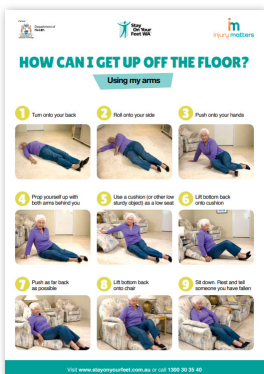 Department of
Health
Stay
On Your
Feet WA
im
injury matters
HOW CAN I GET UP OFF THE FLOOR?
Using my arms
1 Turn onto your back
2 Roll onto your side
3 Push onto your hands
4 Prop yourself up with
both arms behind you
5 Use a cushion (or other low
sturdy object) as a low seat
6 Lift bottom back
onto cushion
7 Push as far back
as possible
8 Lift bottom back
onto chair
9 Sit down. Rest and tell
someone you have fallen
Visit www.stayonyourfeet.com.au or call 1300 30 35 40